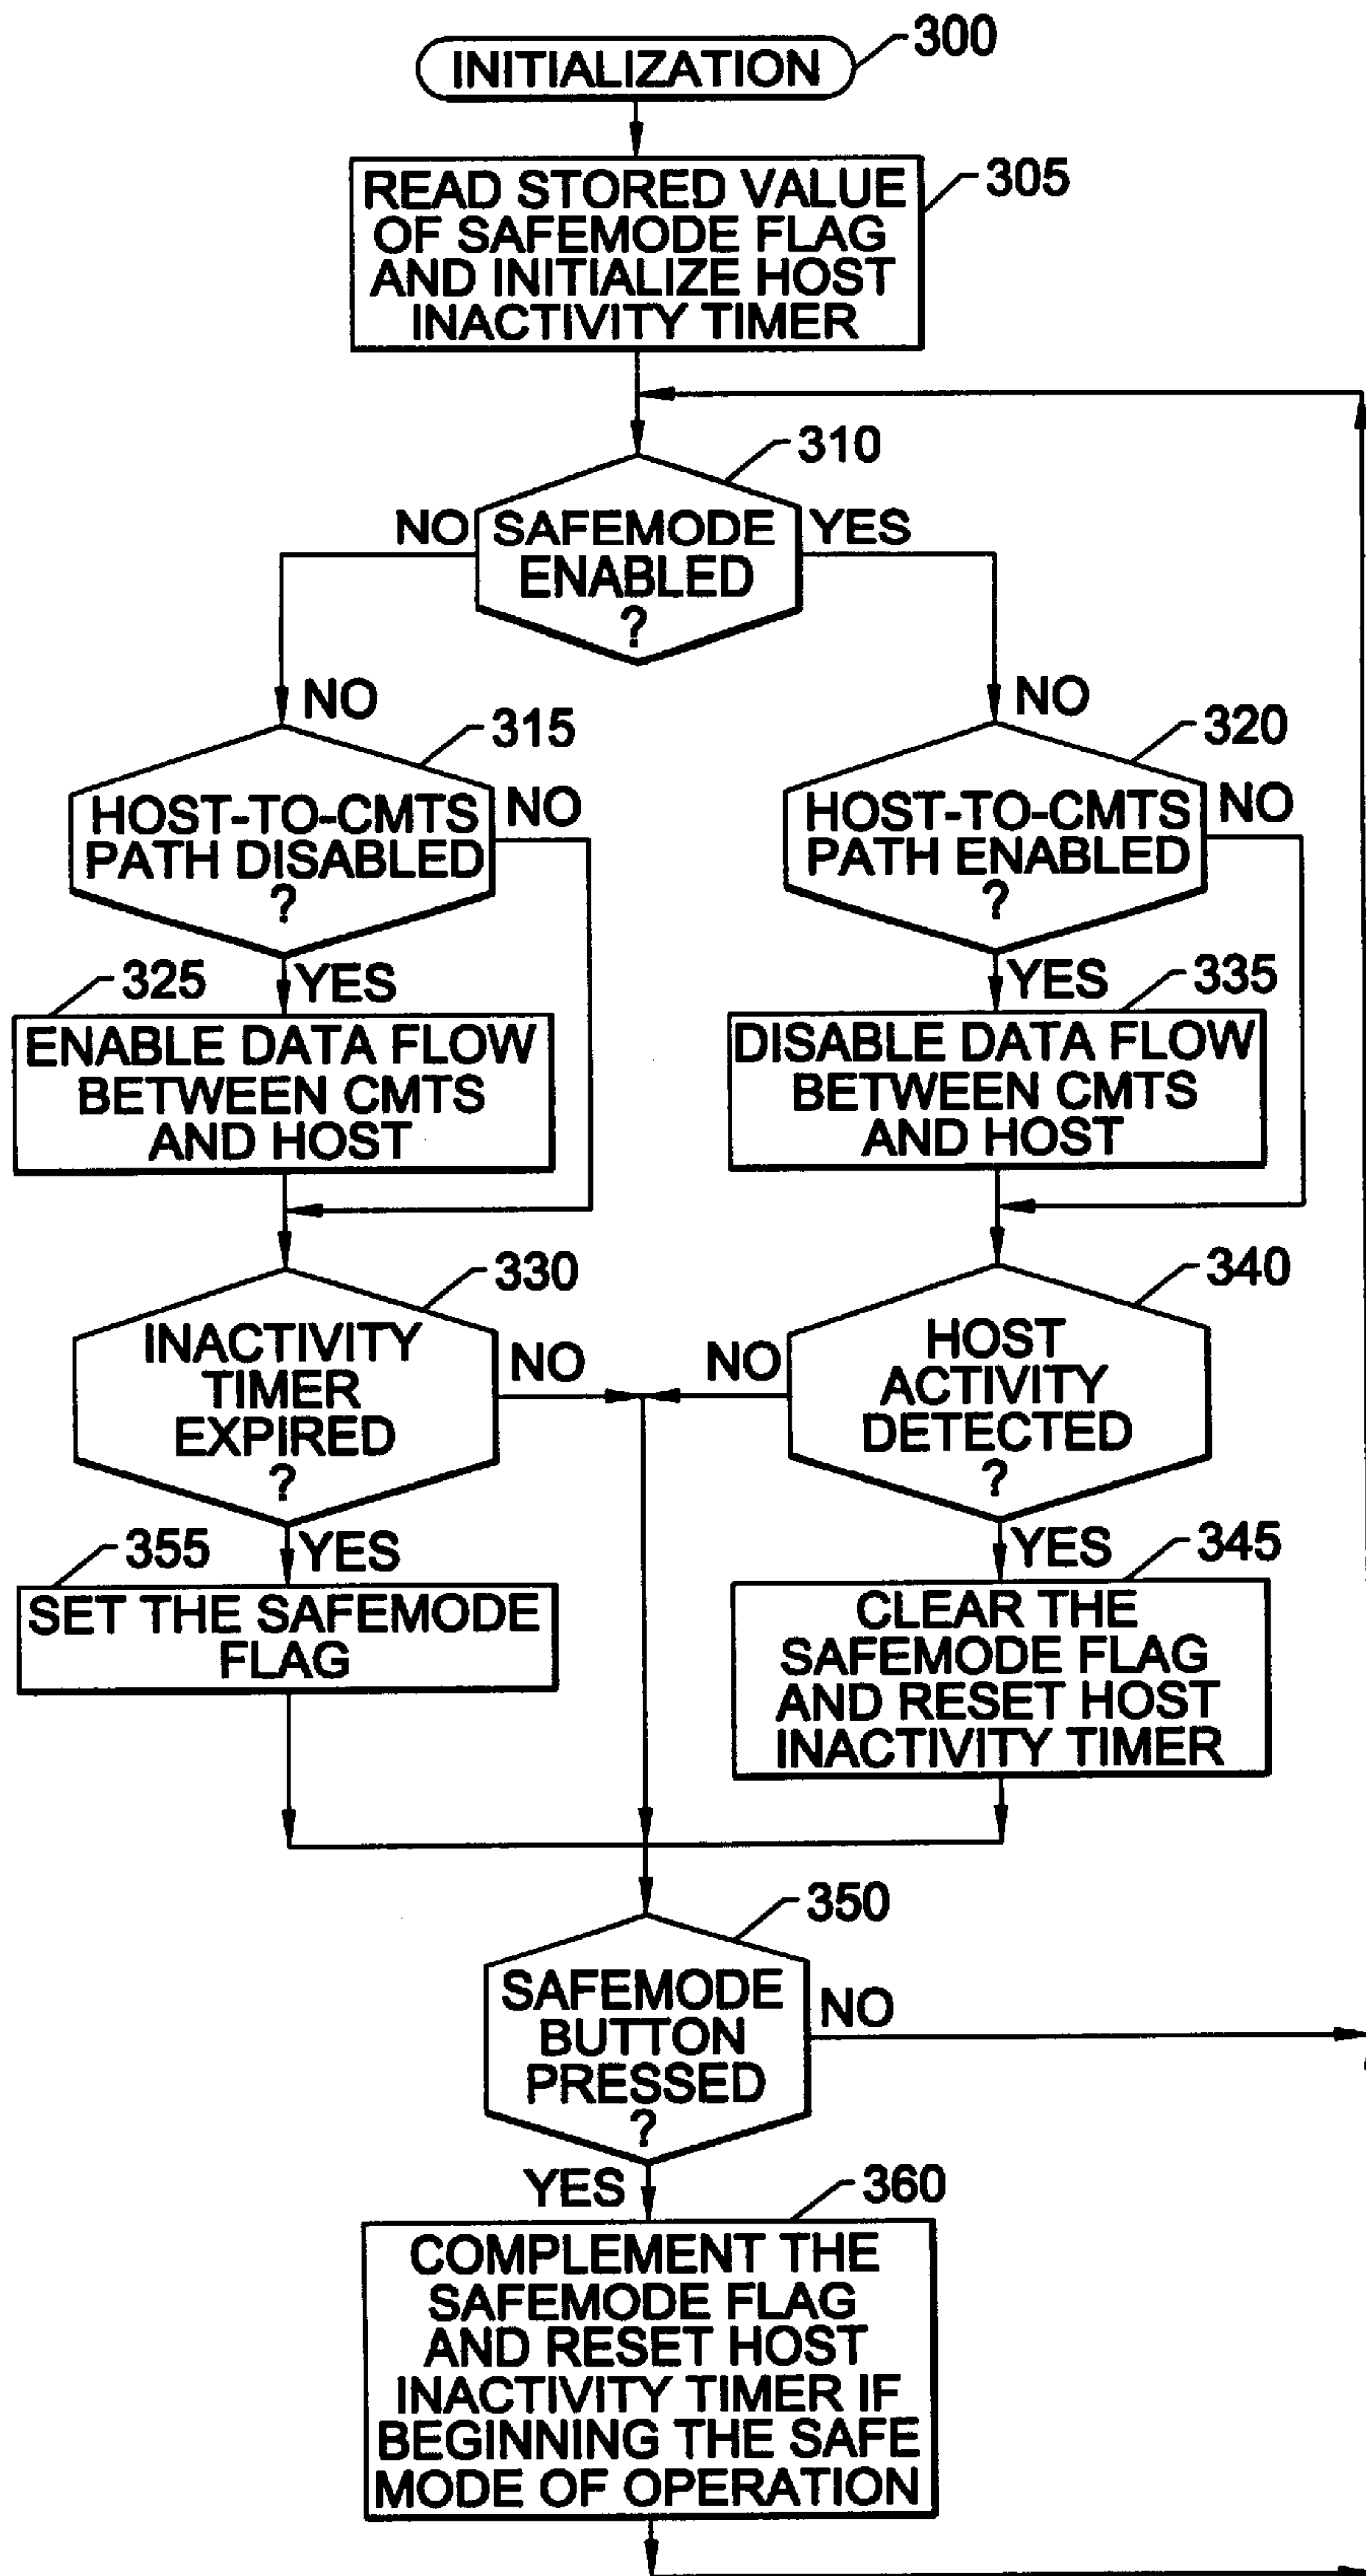 INITIALIZATION
300
READ STORED VALUE
OF SAFEMODE FLAG
AND INITIALIZE HOST
INACTIVITY TIMER
305
310
NO
SAFEMODE
ENABLED
?
YES
NO
NO
315
HOST-TO-CMTS
PATH DISABLED
?
NO
320
HOST-TO-CMTS
PATH ENABLED
?
NO
YES
YES
325
ENABLE DATA FLOW
BETWEEN CMTS
AND HOST
335
DISABLE DATA FLOW
BETWEEN CMTS
AND HOST
330
INACTIVITY
TIMER
EXPIRED
?
NO
340
NO
HOST
ACTIVITY
DETECTED
?
YES
YES
355
SET THE SAFEMODE
FLAG
345
CLEAR THE
SAFEMODE FLAG
AND RESET HOST
INACTIVITY TIMER
350
SAFEMODE
BUTTON
PRESSED
?
NO
YES
360
COMPLEMENT THE
SAFEMODE FLAG
AND RESET HOST
INACTIVITY TIMER IF
BEGINNING THE SAFE
MODE OF OPERATION